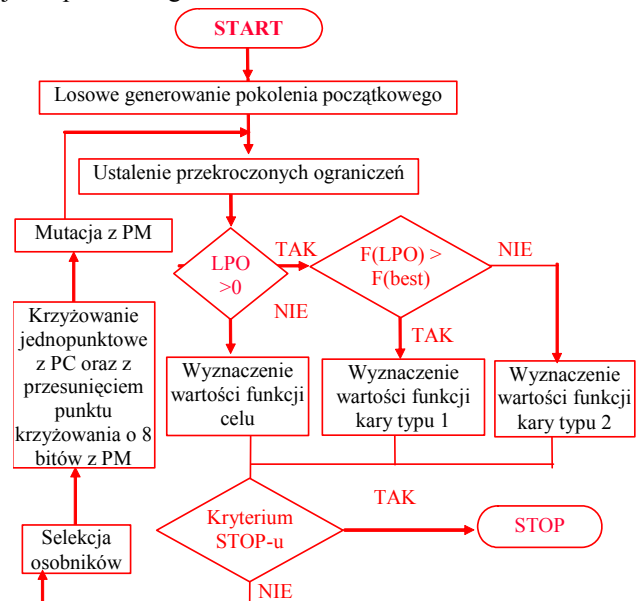 START
Losowe generowanie pokolenia początkowego
Ustalenie przekroczonych ograniczeń
Mutacja z PM
LPO
>0
TAK
F(LPO) >
F(best)
NIE
NIE
TAK
Krzyżowanie
jednopunktowe
z PC oraz z
przesunięciem
punktu
krzyżowania o 8
bitów z PM
Wyznaczenie
wartości funkcji
celu
Wyznaczenie
wartości funkcji
kary typu 1
Wyznaczenie
wartości funkcji
kary typu 2
Kryterium
STOP-u
TAK
STOP
Selekcja
osobników
NIE